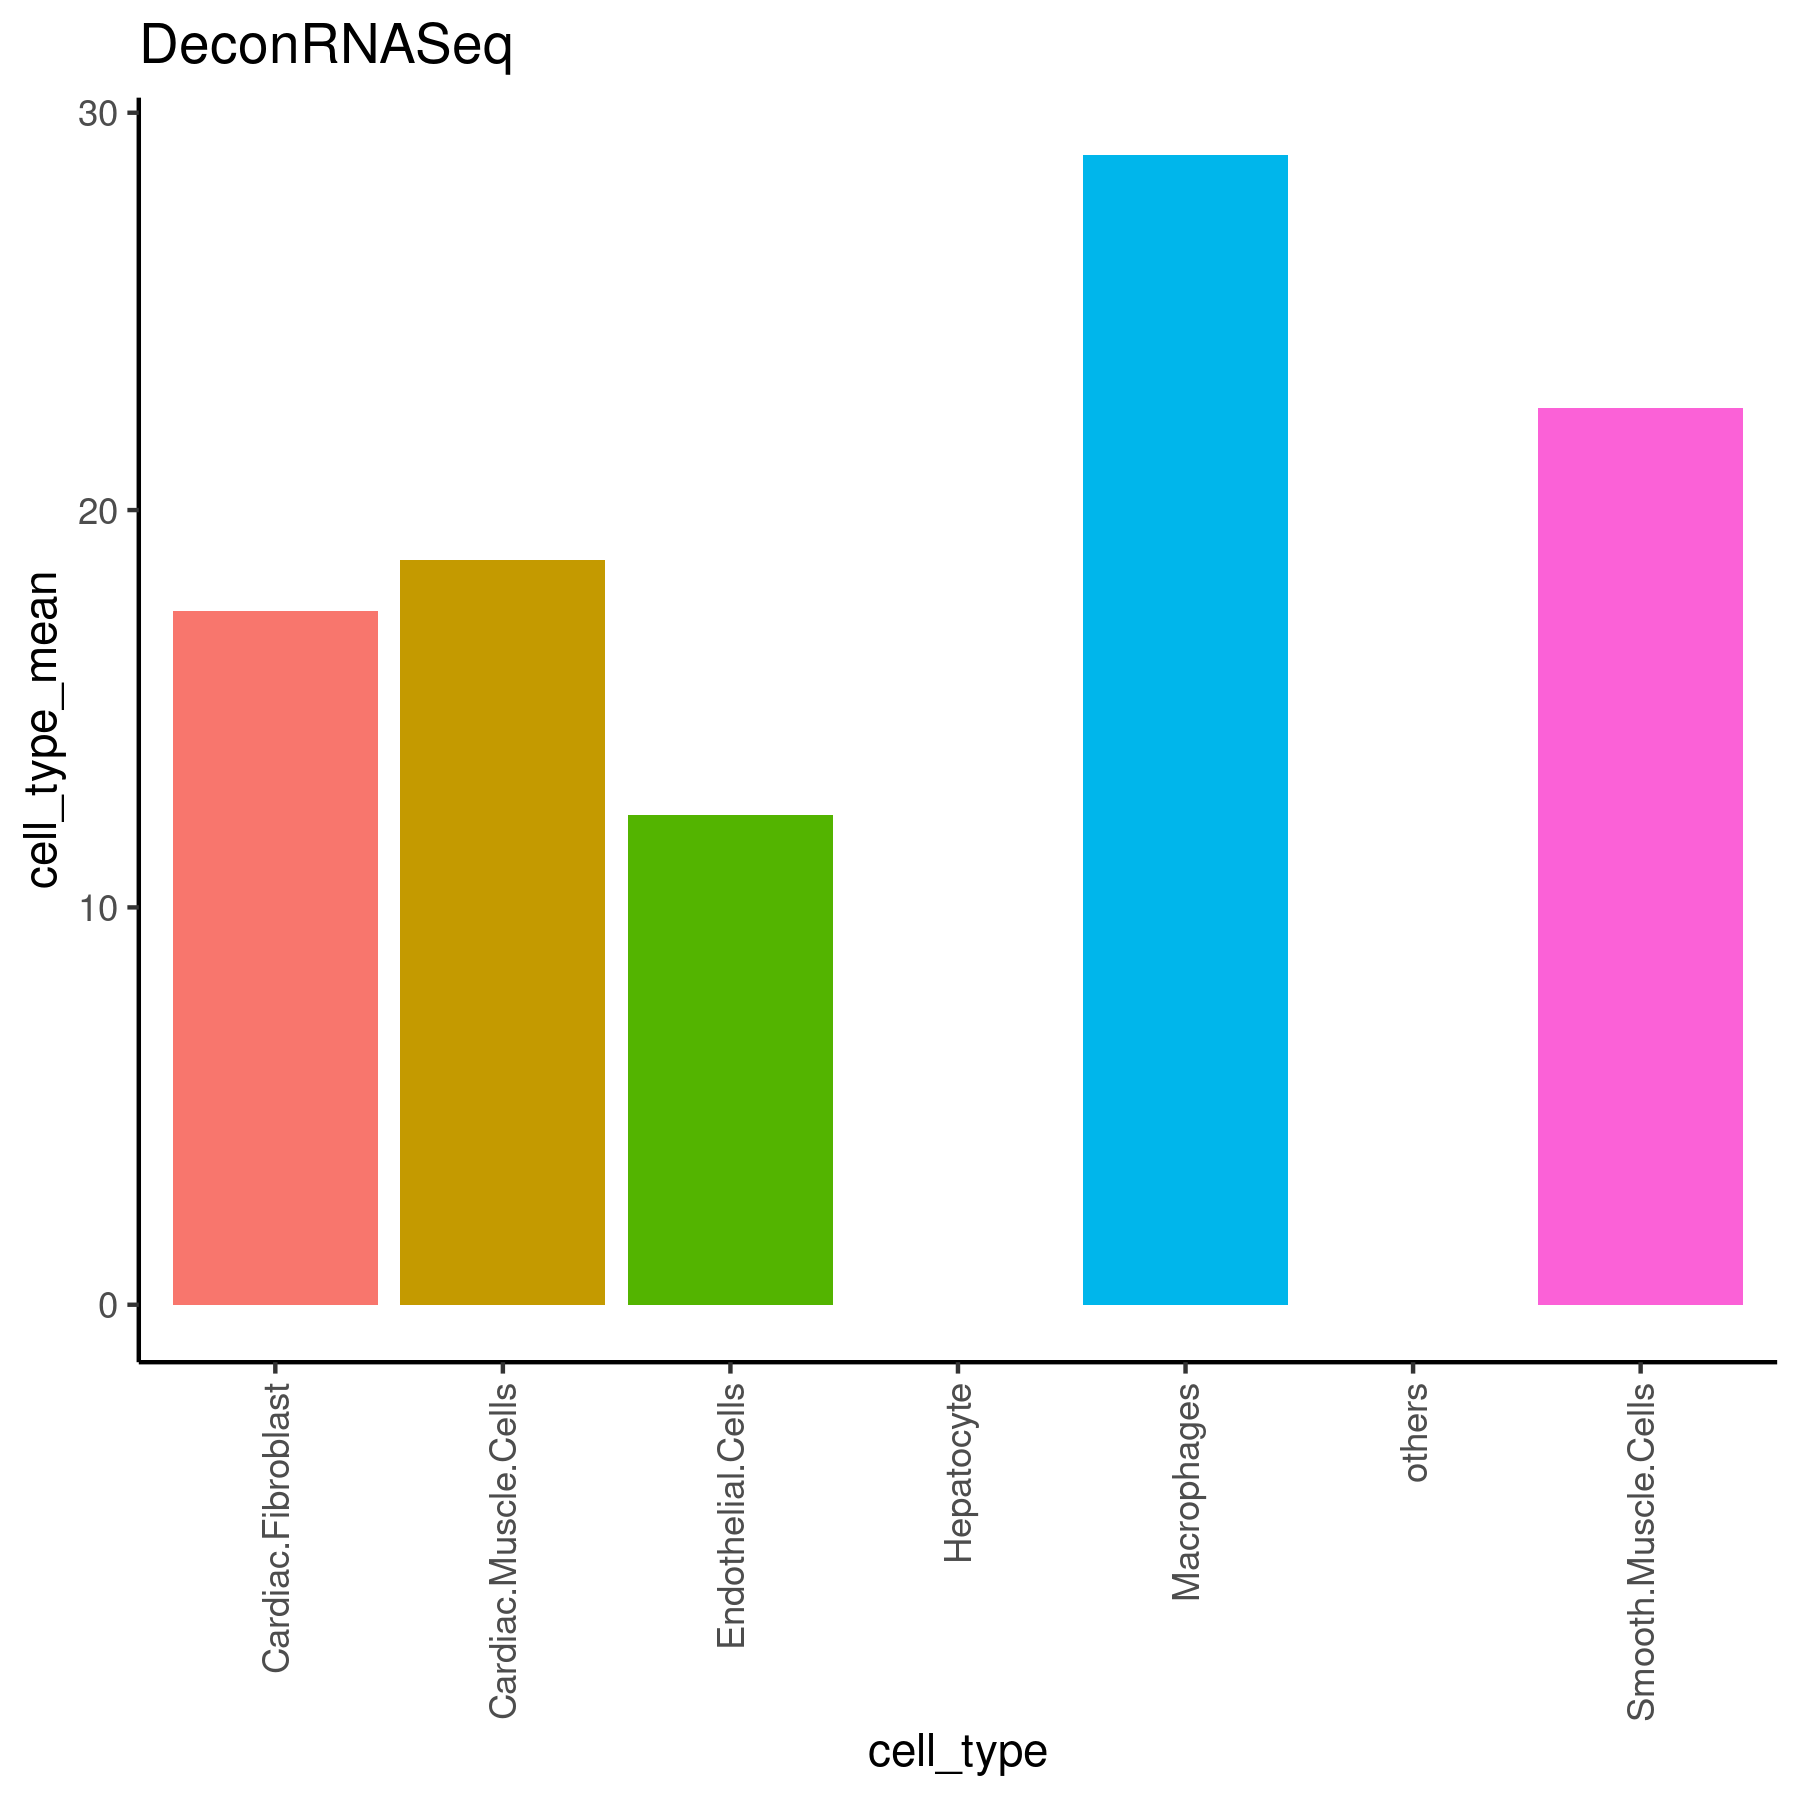 DeconRNASeq
cell_type_mean
30
20
10
0
Cardiac.Fibroblast
Cardiac.Muscle.Cells
Endothelial.Cells
Hepatocyte
Macrophages
others
Smooth.Muscle.Cells
cell_type